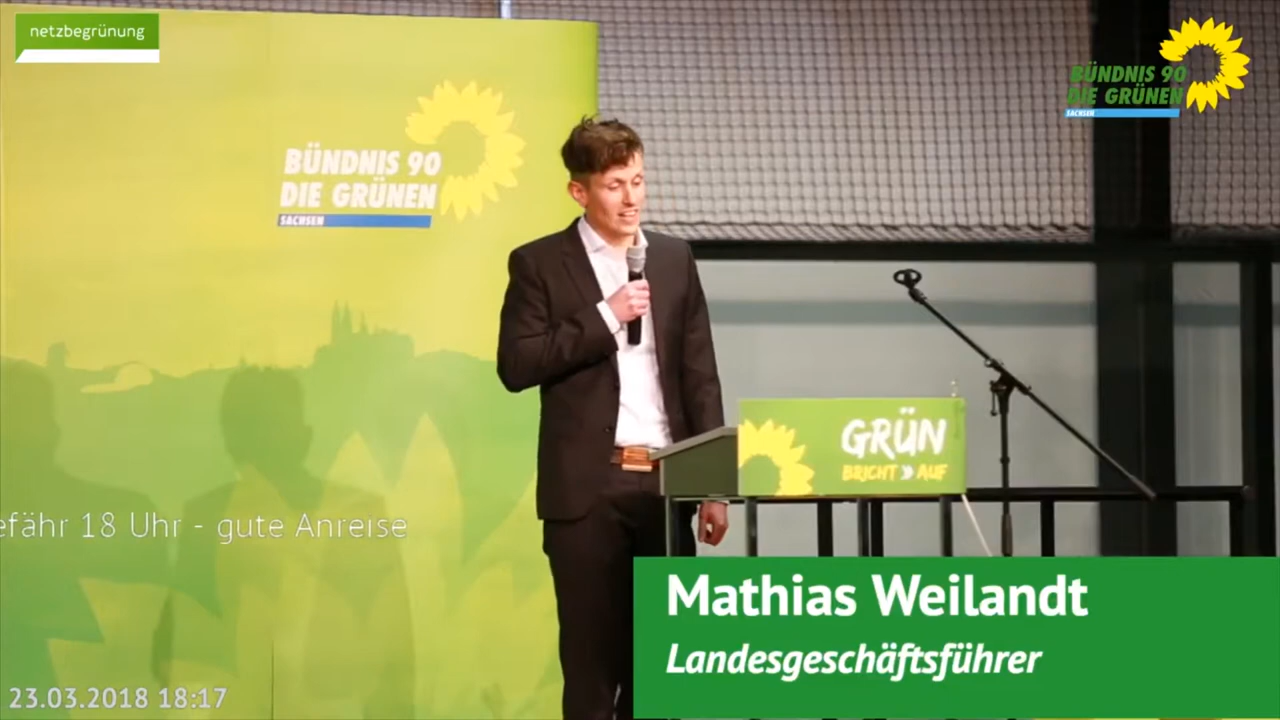 netzbegrünung
BÜNDNIS 90
DIE GRÜNEN
SACHSEN
BÜNDNIS 90
DIE GRÜNEN
SACHSEN
GRÜN
BRICHT » AUF
efähr 18 Uhr - gute Anreise
Mathias Weilandt
Landesgeschäftsführer
23.03.2018 18:17